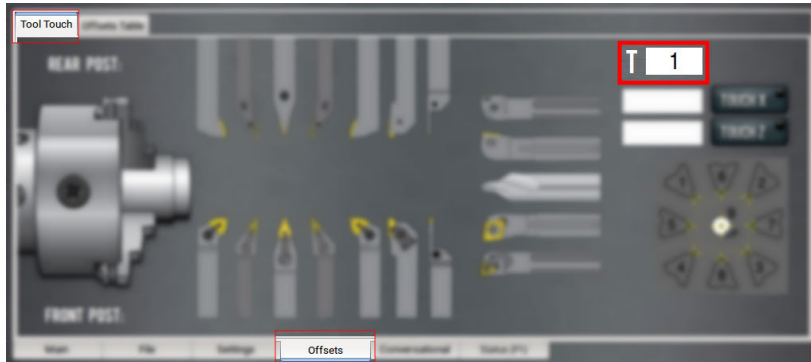 Tool Touch Offsets Table
REAR POST:
T 1
TOUCH X
TOUCH Z
FRONT POST:
Main File Settings Offsets Conversational Status (F1)